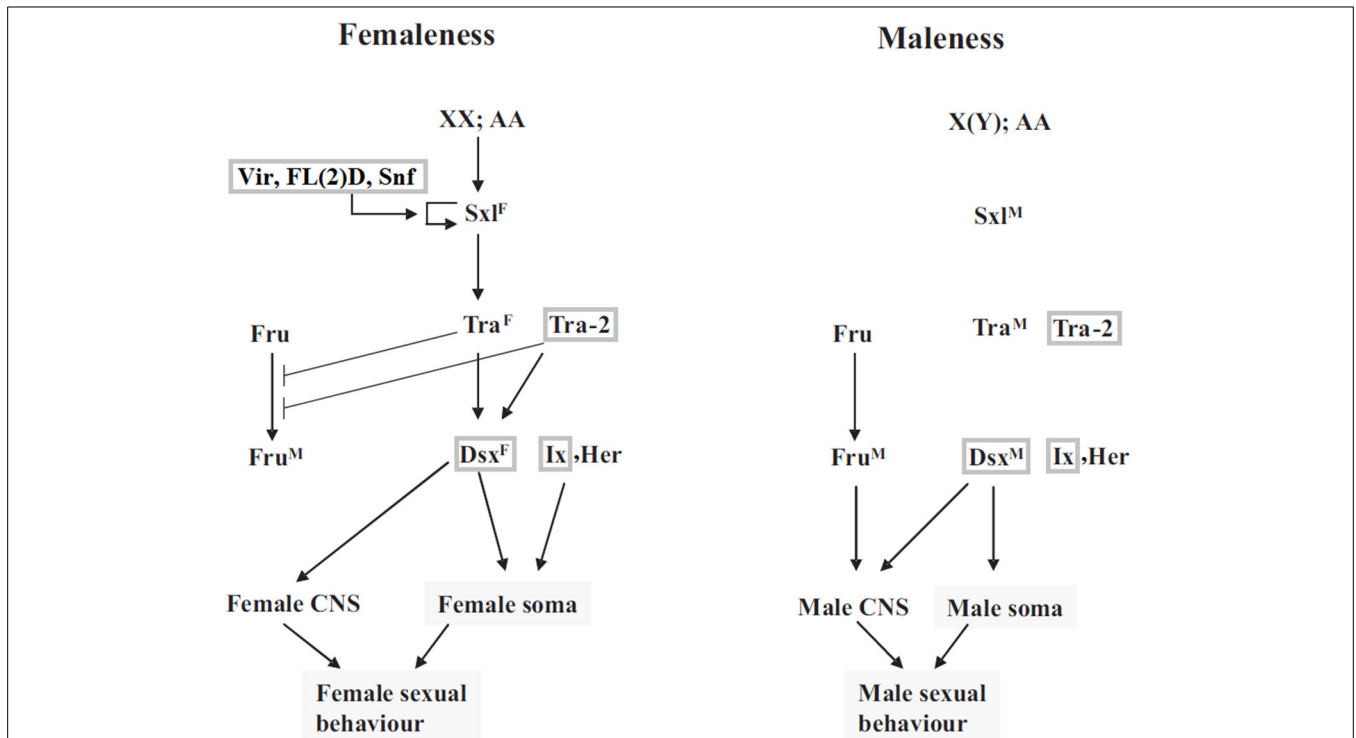 Femaleness
Maleness
XX; AA
X(Y); AA
Vir, FL(2)D, Snf
Sxlᶠ
Sxlᴹ
Fru
Traᶠ
Tra-2
Fru
Traᴹ
Tra-2
Fruᴹ
Dsxᶠ
Ix ,Her
Fruᴹ
Dsxᴹ
Ix ,Her
Female CNS
Female soma
Male CNS
Male soma
Female sexual
behaviour
Male sexual
behaviour